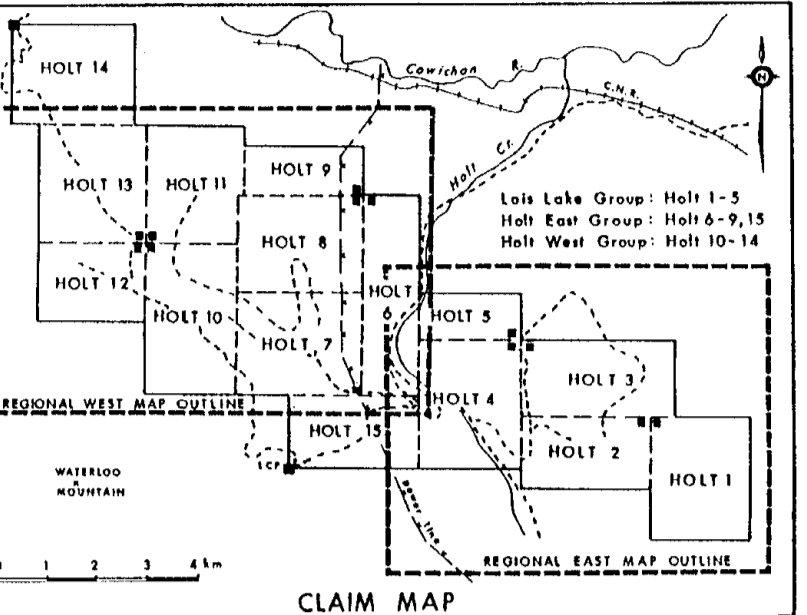 HOLT 14
Cowichan R.
C.N.R.
N
HOLT 9
Holt Cr.
HOLT 13
HOLT 11
Lois Lake Group: Holt 1-5
Holt East Group: Holt 6-9,15
Holt West Group: Holt 10-14
HOLT 8
HOLT 12
HOLT 6
HOLT 10
HOLT 5
HOLT 7
HOLT 3
REGIONAL WEST MAP OUTLINE
HOLT 4
HOLT 15
HOLT 2
LCP
WATERLOO
MOUNTAIN
HOLT 1
power line
REGIONAL EAST MAP OUTLINE
1 2 3 4 km
CLAIM MAP